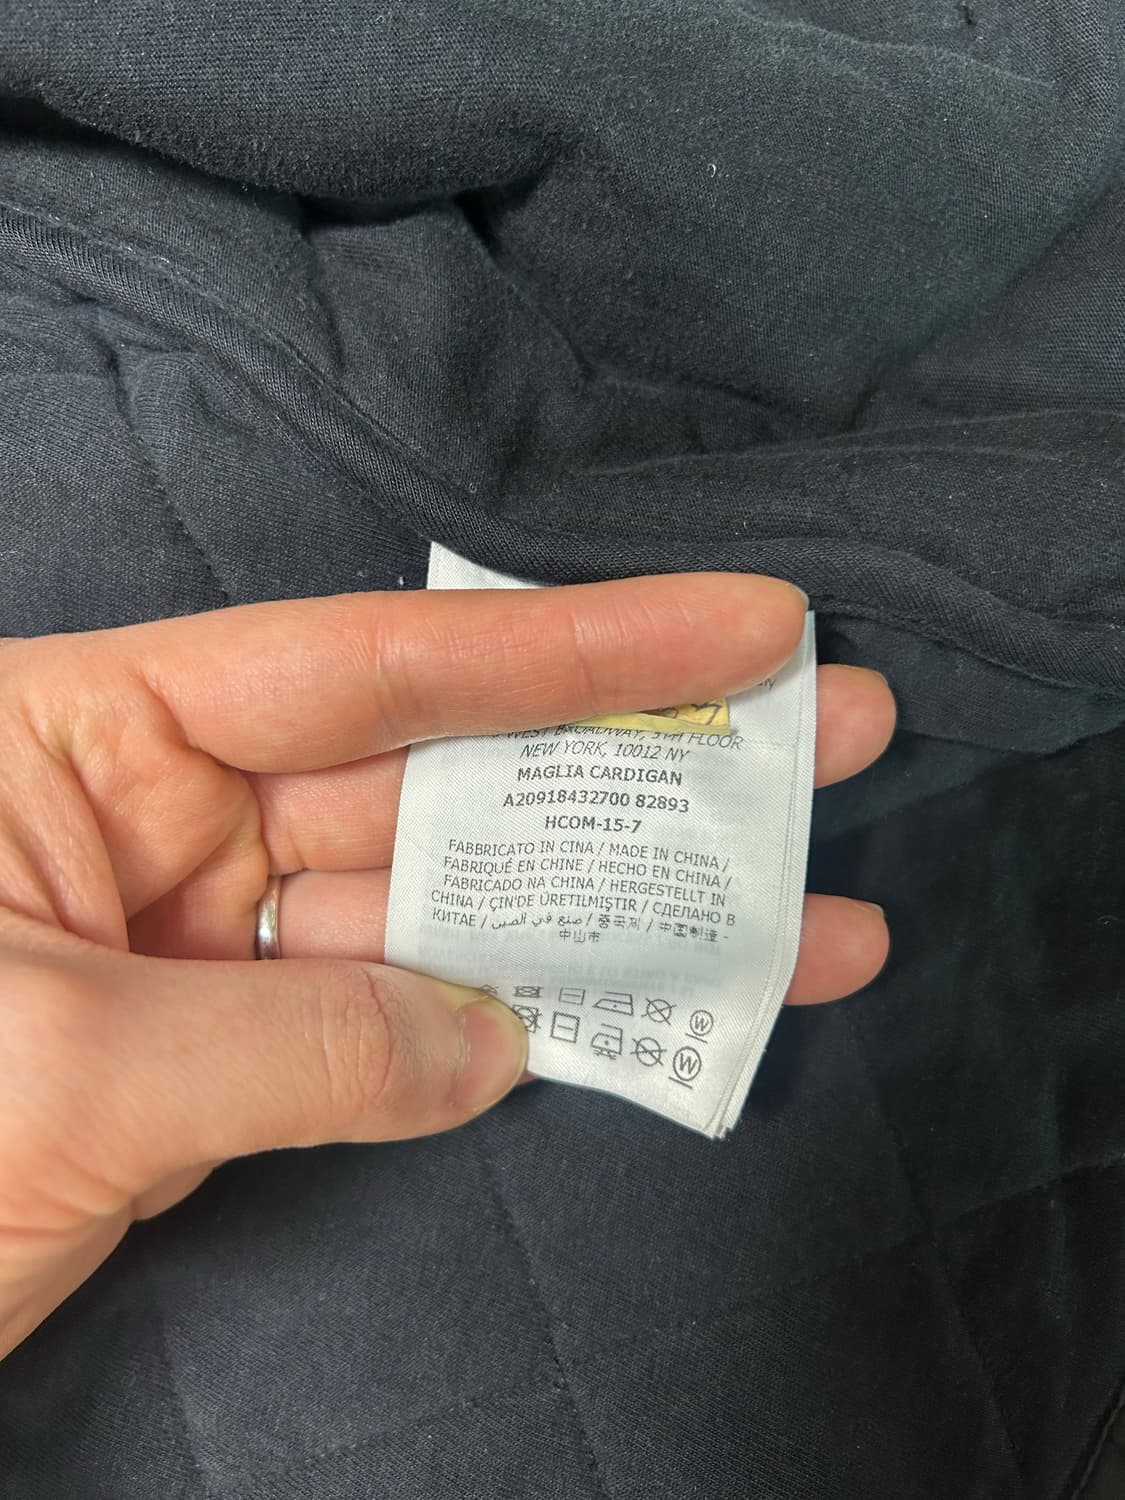 WEST BROADWAY, 5TH FLOOR
NEW YORK, 10012 NY
MAGLIA CARDIGAN
A20918432700 82893
HCOM-15-7
FABBRICATO IN CINA / MADE IN CHINA /
FABRIQUÉ EN CHINE / HECHO EN CHINA /
FABRICADO NA CHINA / HERGESTELLT IN
CHINA / ÇIN'DE ÜRETILMIŞTIR / СДЕЛАНО В
КИТАЕ / صنع في الصين / 중국제 / 中国制造 -
中山市
W
W